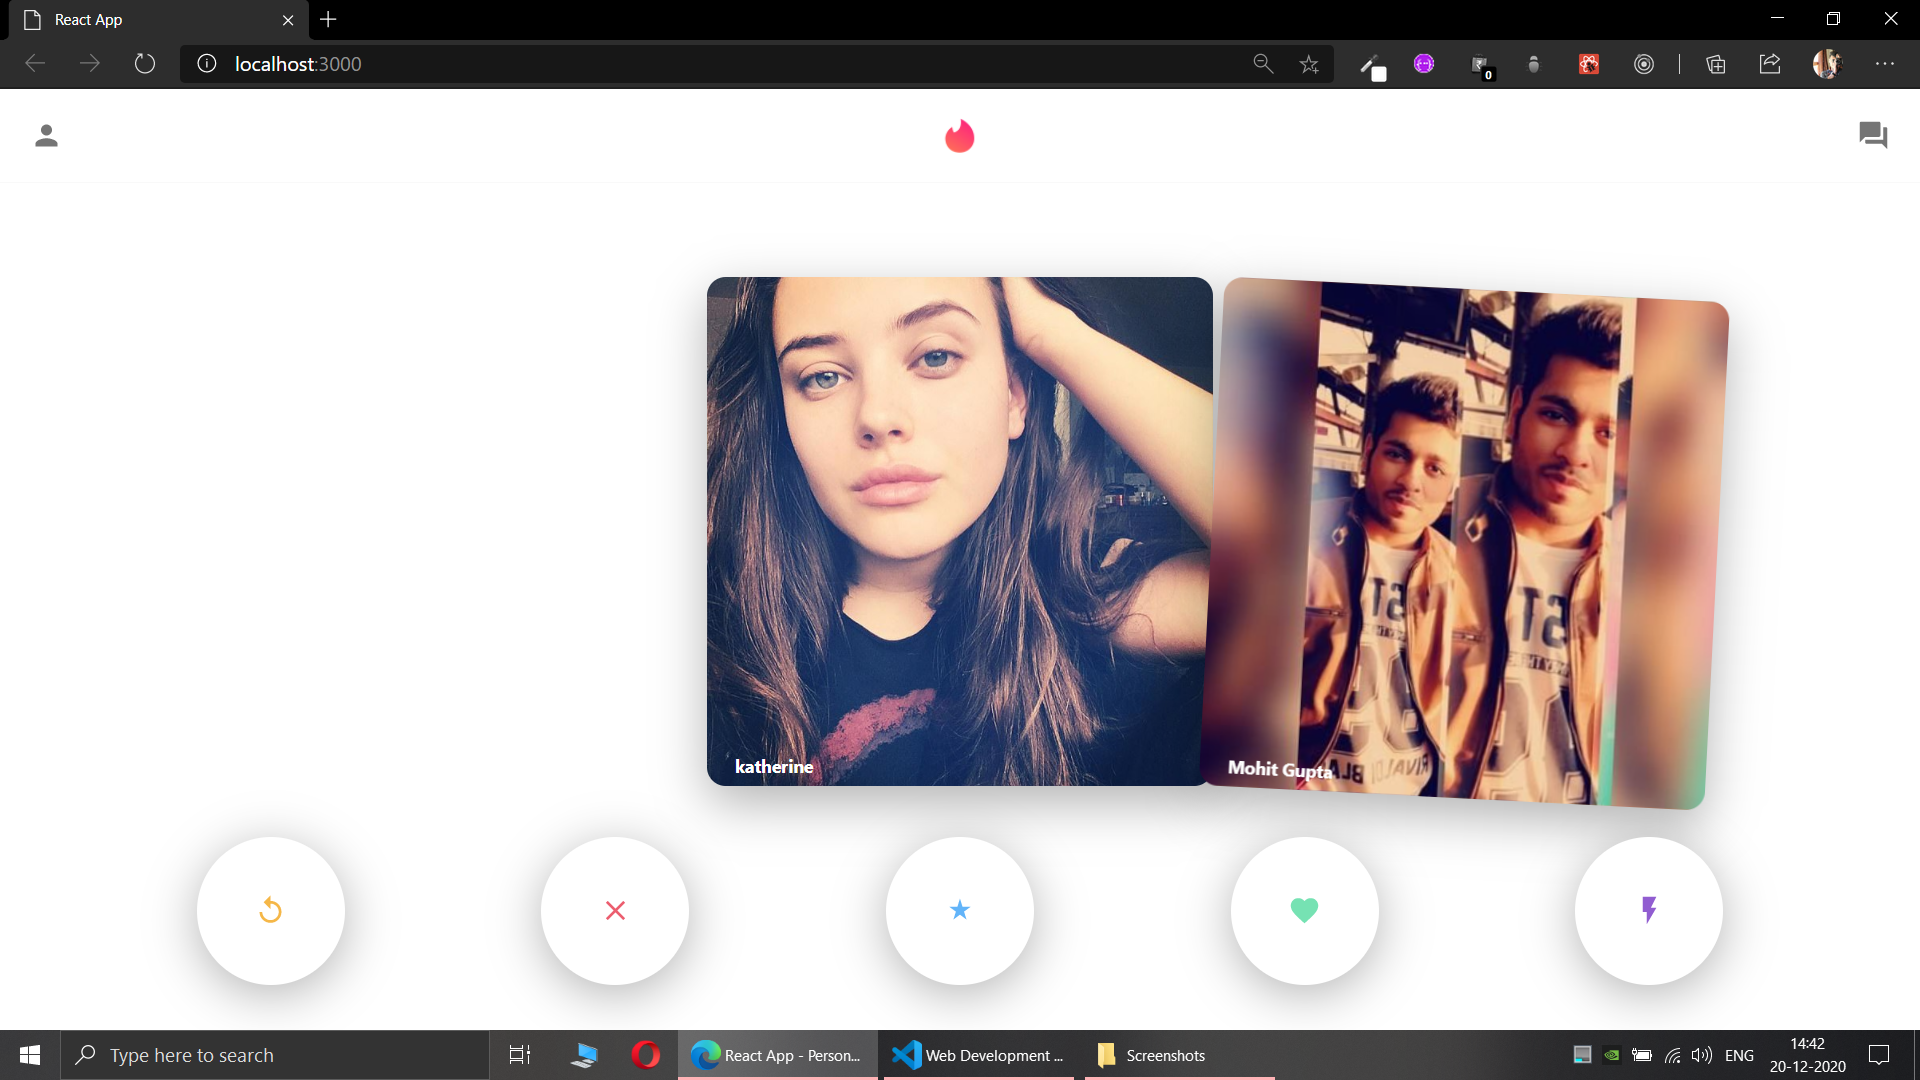 React App
localhost:3000
0
katherine
Mohit Gupta
Type here to search
React App - Person...
Web Development ...
Screenshots
ENG
14:42
20-12-2020